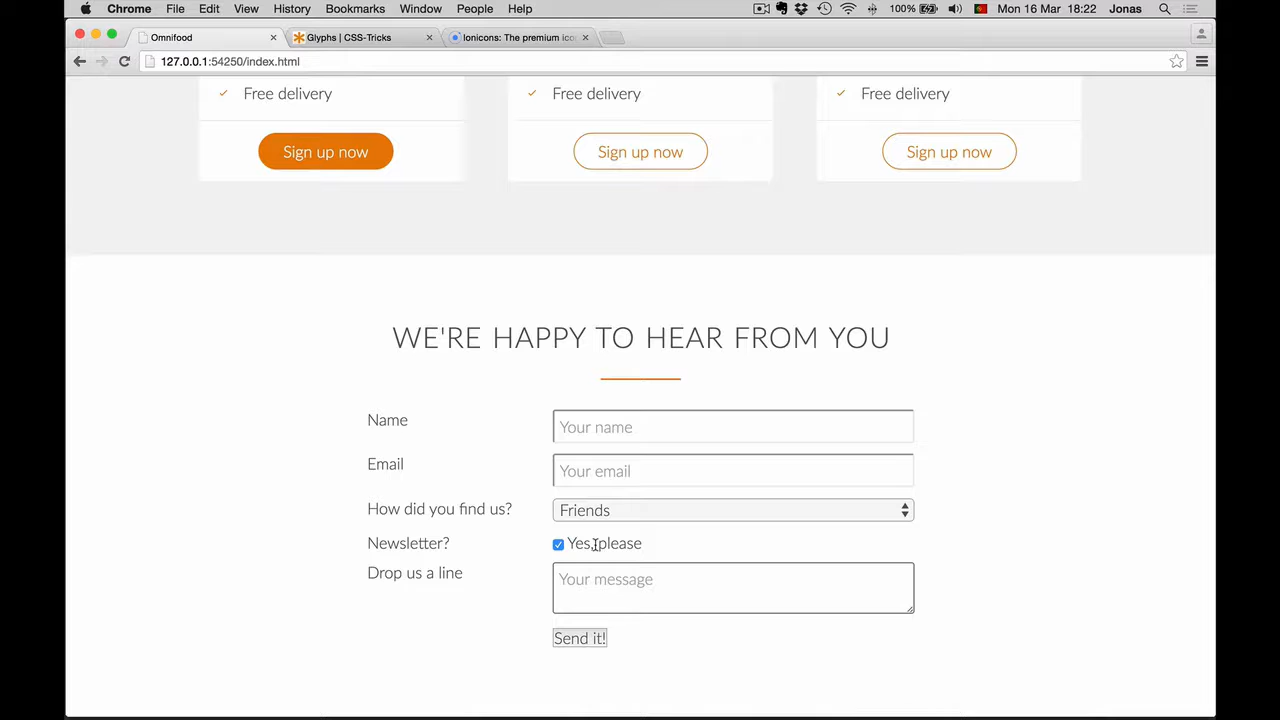 Chrome File Edit View History Bookmarks Window People Help 100% Mon 16 Mar 18:22 Jonas
Omnifood Glyphs | CSS-Tricks Ionicons: The premium ico
127.0.0.1:54250/index.html
Free delivery Free delivery Free delivery
Sign up now Sign up now Sign up now
WE'RE HAPPY TO HEAR FROM YOU
Name Your name
Email Your email
How did you find us? Friends
Newsletter? Yes, please
Drop us a line Your message
Send it!